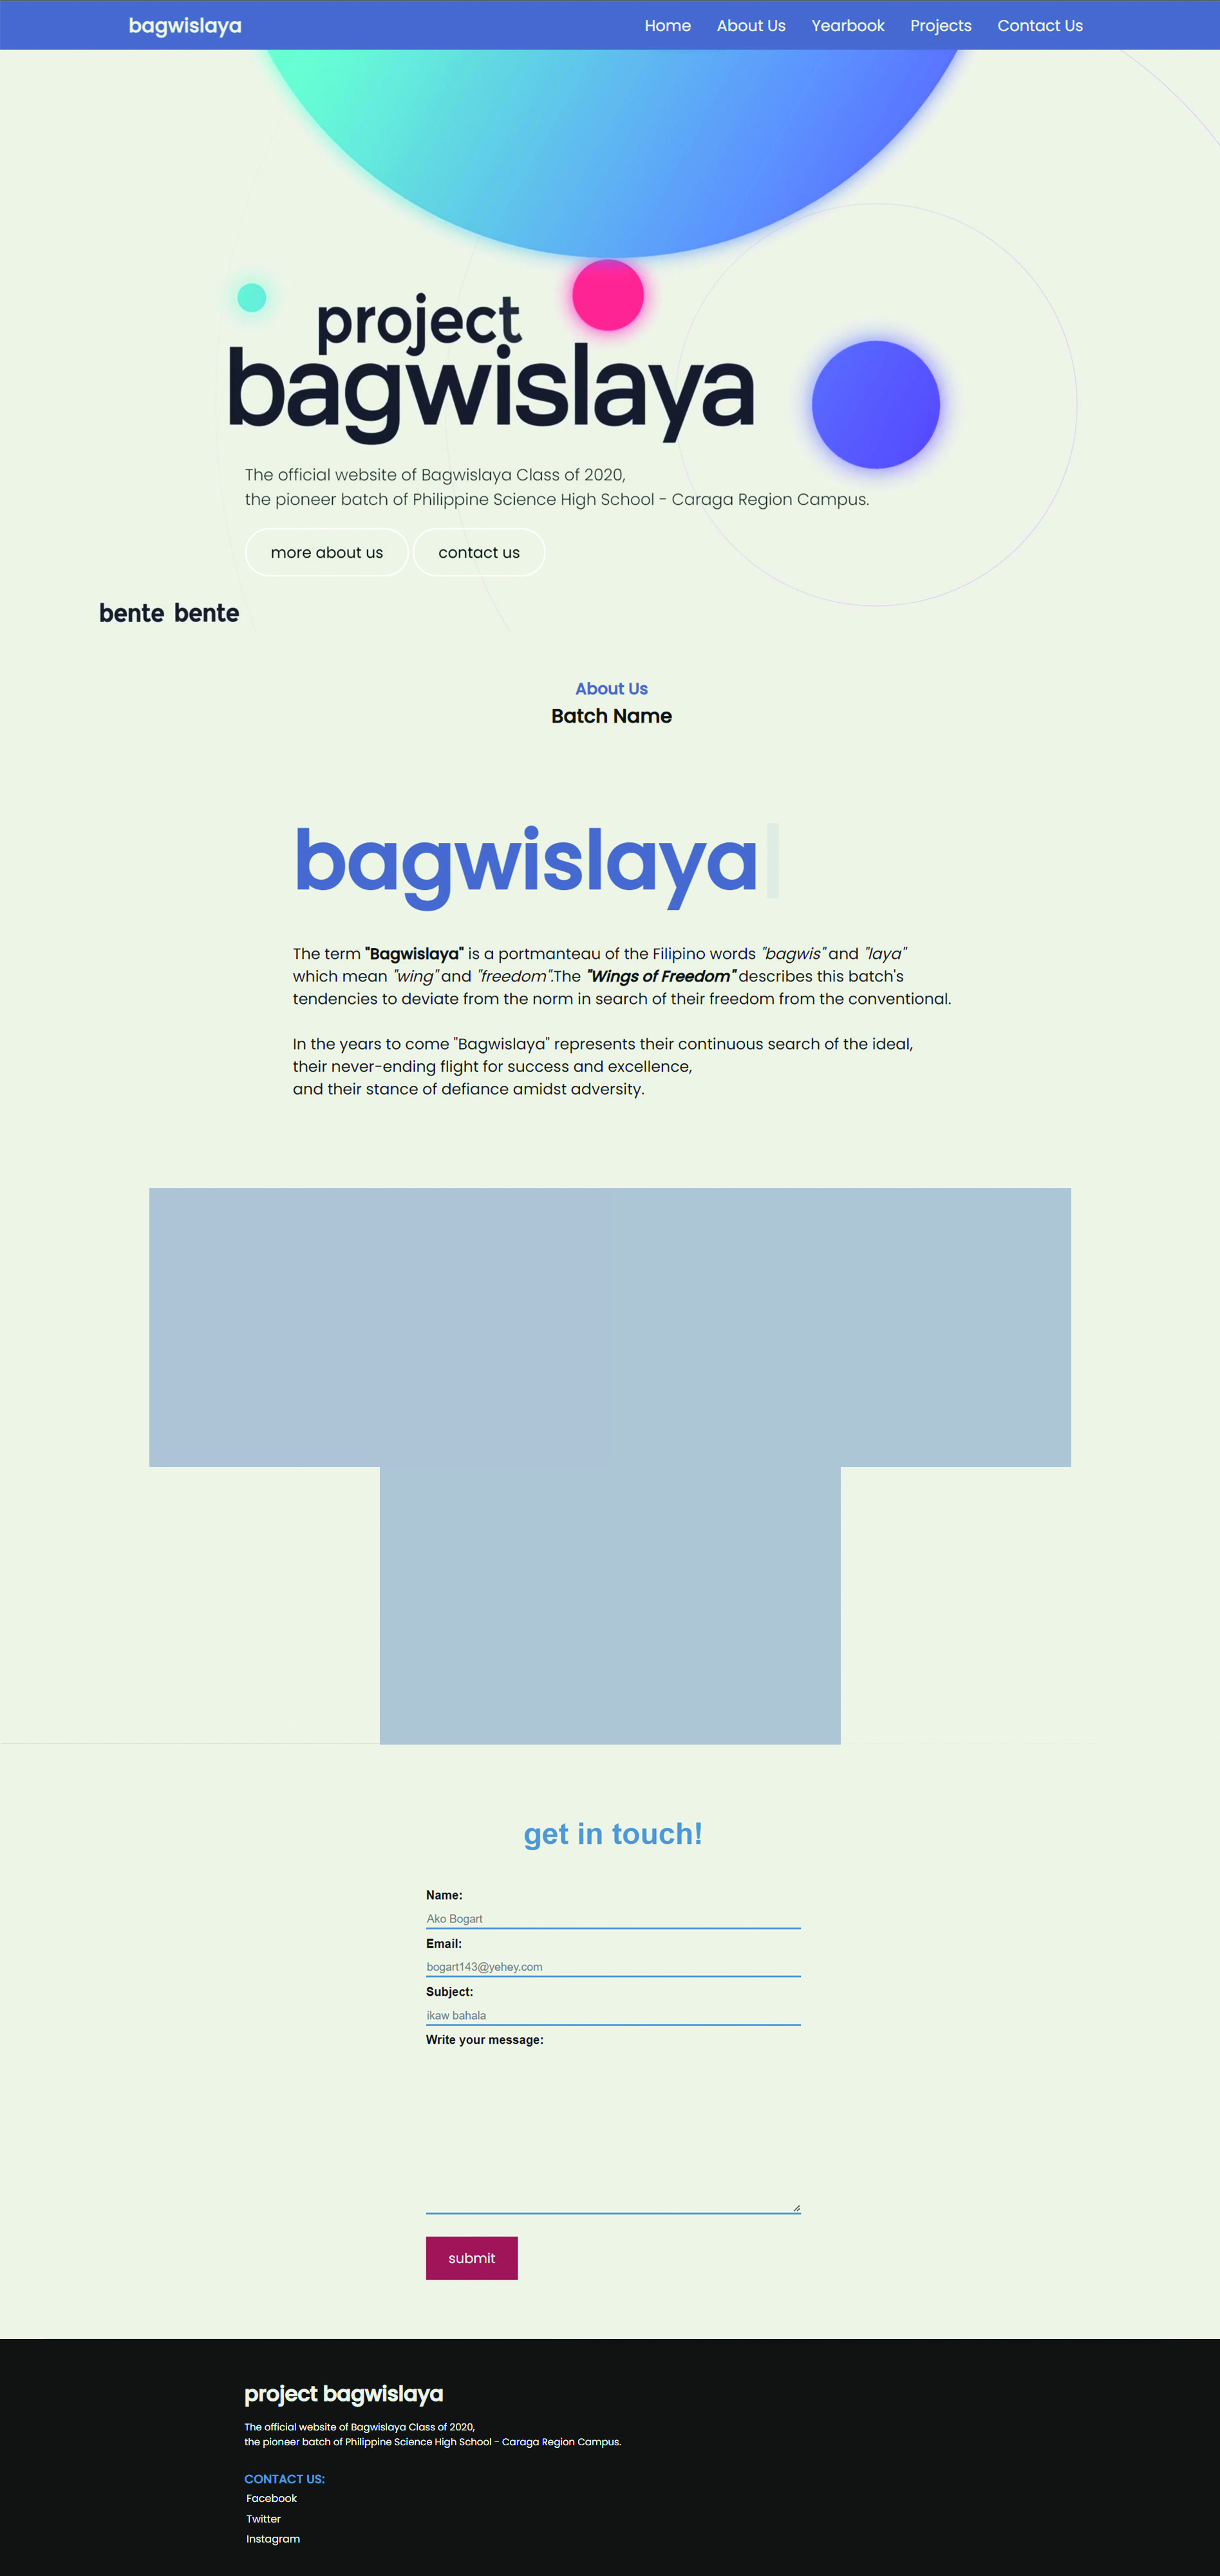 bagwislaya
Home About Us Yearbook Projects Contact Us
project
bagwislaya
The official website of Bagwislaya Class of 2020,
the pioneer batch of Philippine Science High School - Caraga Region Campus.
more about us contact us
bente bente
About Us
Batch Name
bagwislaya
The term "Bagwislaya" is a portmanteau of the Filipino words "bagwis" and "laya"
which mean "wing" and "freedom".The "Wings of Freedom" describes this batch's
tendencies to deviate from the norm in search of their freedom from the conventional.
In the years to come "Bagwislaya" represents their continuous search of the ideal,
their never-ending flight for success and excellence,
and their stance of defiance amidst adversity.
get in touch!
Name:
Ako Bogart
Email:
bogart143@yehey.com
Subject:
ikaw bahala
Write your message:
submit
project bagwislaya
The official website of Bagwislaya Class of 2020,
the pioneer batch of Philippine Science High School - Caraga Region Campus.
CONTACT US:
Facebook
Twitter
Instagram